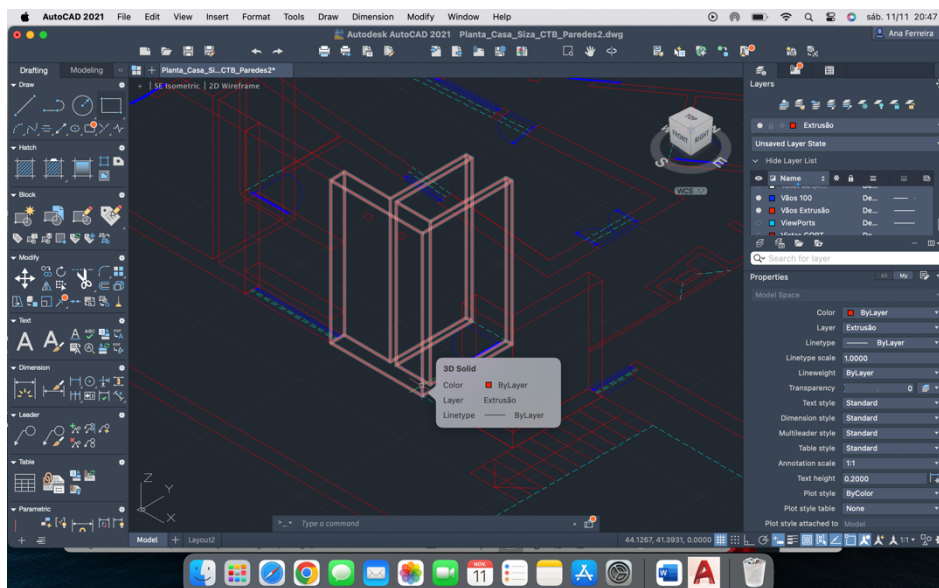 AutoCAD 2021 File Edit View Insert Format Tools Draw Dimension Modify Window Help sáb. 11/11 20:47
Autodesk AutoCAD 2021 Planta_Casa_Siza_CTB_Paredes2.dwg
Ana Ferreira
Drafting Modeling
Planta_Casa_Si...CTB_Paredes2*
Draw
+ | SE Isometric | 2D Wireframe
Hatch
Block
Modify
Text
Dimension
Leader
Table
Parametric
TOP
FRONT RIGHT
S E
WCS
3D Solid
Color ByLayer
Layer Extrusão
Linetype ByLayer
Z
Y
X
>_ Type a command
Model + Layout2
44.1267, 41.3931, 0.0000
1:1
Layers
Extrusão
Unsaved Layer State
Hide Layer List
Name
Vãos 100 De...
Vãos Extrusão De...
ViewPorts De...
Search for layer
Properties All My
Model Space
Color ByLayer
Layer Extrusão
Linetype ByLayer
Linetype scale 1.0000
Lineweight ByLayer
Transparency 0
Text style Standard
Dimension style Standard
Multileader style Standard
Table style Standard
Annotation scale 1:1
Text height 0.2000
Plot style ByColor
Plot style table None
Plot style attached to Model
NOV.
11